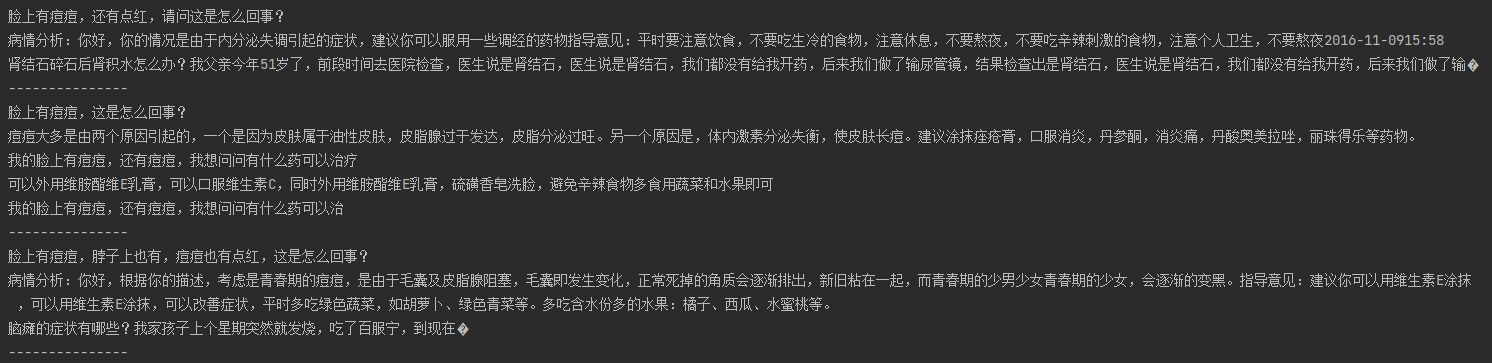 脸上有痘痘，还有点红，请问这是怎么回事？
病情分析：你好，你的情况是由于内分泌失调引起的症状，建议你可以服用一些调经的药物指导意见：平时要注意饮食，不要吃生冷的食物，注意休息，不要熬夜，不要吃辛辣刺激的食物，注意个人卫生，不要熬夜2016-11-0915:58
肾结石碎石后肾积水怎么办？我父亲今年51岁了，前段时间去医院检查，医生说是肾结石，医生说是肾结石，我们都没有给我开药，后来我们做了输尿管镜，结果检查出是肾结石，医生说是肾结石，我们都没有给我开药，后来我们做了输�
---------------
脸上有痘痘，这是怎么回事？
痘痘大多是由两个原因引起的，一个是因为皮肤属于油性皮肤，皮脂腺过于发达，皮脂分泌过旺。另一个原因是，体内激素分泌失衡，使皮肤长痘。建议涂抹痤疮膏，口服消炎，丹参酮，消炎痛，丹酸奥美拉唑，丽珠得乐等药物。
我的脸上有痘痘，还有痘痘，我想问问有什么药可以治疗
可以外用维胺酯维E乳膏，可以口服维生素C，同时外用维胺酯维E乳膏，硫磺香皂洗脸，避免辛辣食物多食用蔬菜和水果即可
我的脸上有痘痘，还有痘痘，我想问问有什么药可以治
---------------
脸上有痘痘，脖子上也有，痘痘也有点红，这是怎么回事？
病情分析：你好，根据你的描述，考虑是青春期的痘痘，是由于毛囊及皮脂腺阻塞，毛囊即发生变化，正常死掉的角质会逐渐排出，新旧粘在一起，而青春期的少男少女青春期的少女，会逐渐的变黑。指导意见：建议你可以用维生素E涂抹
，可以用维生素E涂抹，可以改善症状，平时多吃绿色蔬菜，如胡萝卜、绿色青菜等。多吃含水份多的水果：橘子、西瓜、水蜜桃等。
脑瘫的症状有哪些？我家孩子上个星期突然就发烧，吃了百服宁，到现在�
---------------